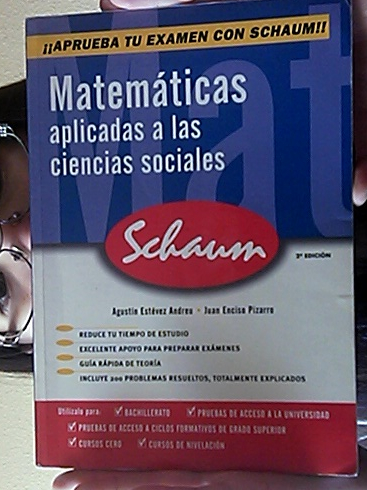 ¡¡APRUEBA TU EXAMEN CON SCHAUM!!
Matemáticas
aplicadas a las
ciencias sociales
Schaum
3ª EDICIÓN
Agustín Estévez Andreu • Juan Enciso Pizarro
REDUCE TU TIEMPO DE ESTUDIO
EXCELENTE APOYO PARA PREPARAR EXÁMENES
GUÍA RÁPIDA DE TEORÍA
INCLUYE 200 PROBLEMAS RESUELTOS, TOTALMENTE EXPLICADOS
Utilízalo para: BACHILLERATO PRUEBAS DE ACCESO A LA UNIVERSIDAD
PRUEBAS DE ACCESO A CICLOS FORMATIVOS DE GRADO SUPERIOR
CURSOS CERO CURSOS DE NIVELACIÓN
Mat